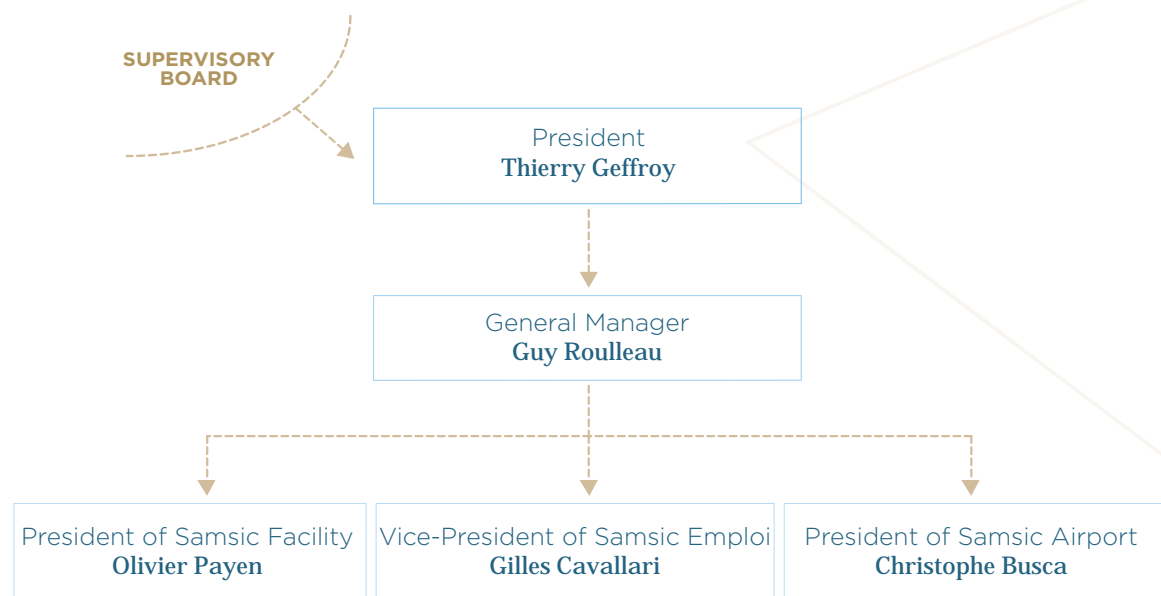 SUPERVISORY
BOARD
President
Thierry Geffroy
General Manager
Guy Roulleau
President of Samsic Facility
Olivier Payen
Vice-President of Samsic Emploi
Gilles Cavallari
President of Samsic Airport
Christophe Busca